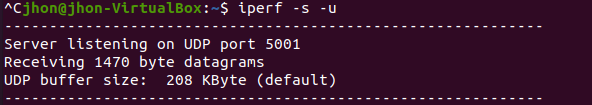 ^Cjhon@jhon-VirtualBox:~$ iperf -s -u
------------------------------------------------------------
Server listening on UDP port 5001
Receiving 1470 byte datagrams
UDP buffer size:  208 KByte (default)
------------------------------------------------------------